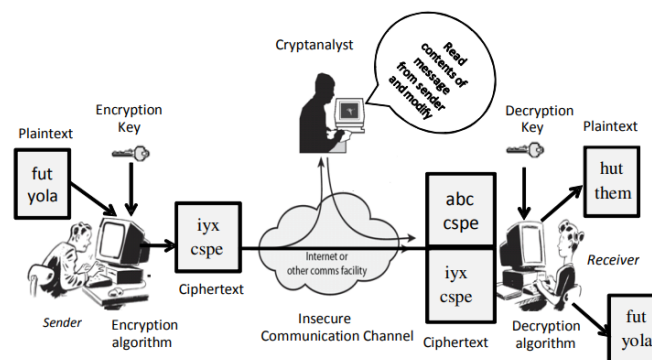 Cryptanalyst
Read
contents of
message
from sender
and modify
Encryption
Key
Decryption
Key
Plaintext
Plaintext
fut
yola
hut
them
iyx
cspe
abc
cspe
iyx
cspe
Internet or
other comms facility
Receiver
Ciphertext
Insecure
Communication Channel
Sender
Encryption
algorithm
Ciphertext
Decryption
algorithm
fut
yola